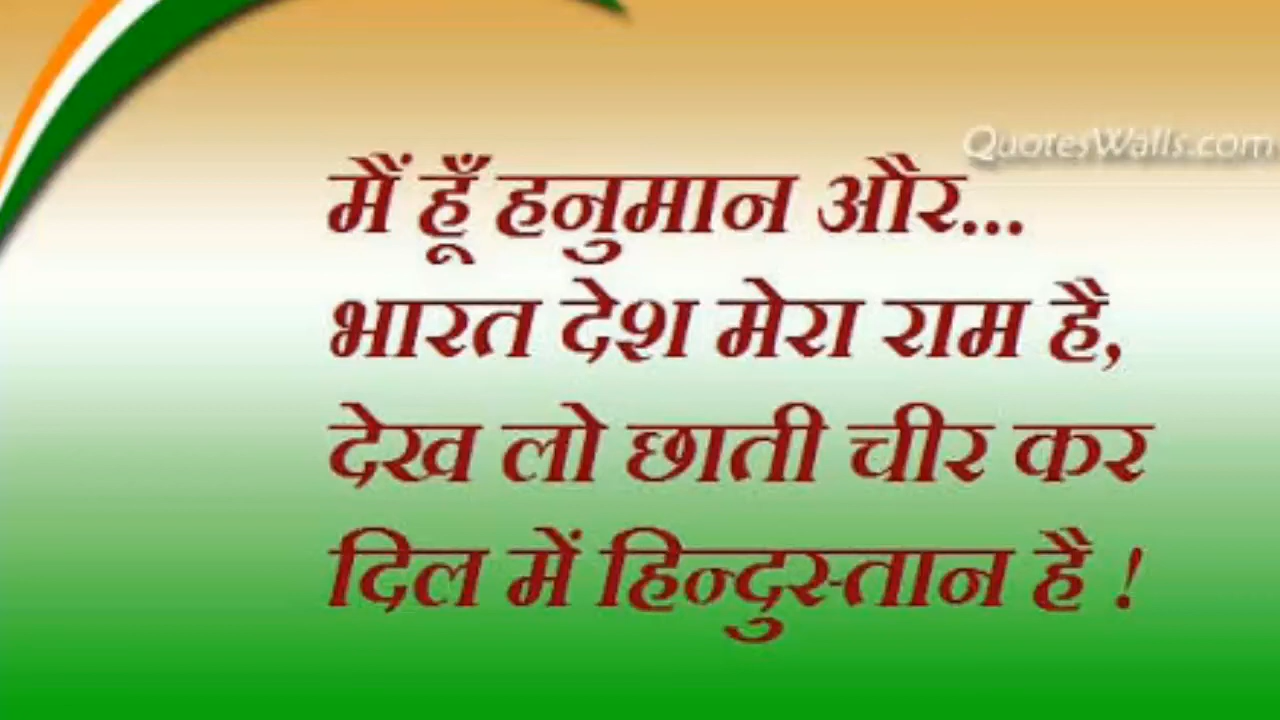 QuotesWalls.com
मैं हूँ हनुमान और...
भारत देश मेरा राम है,
देख लो छाती चीर कर
दिल में हिन्दुस्तान है !